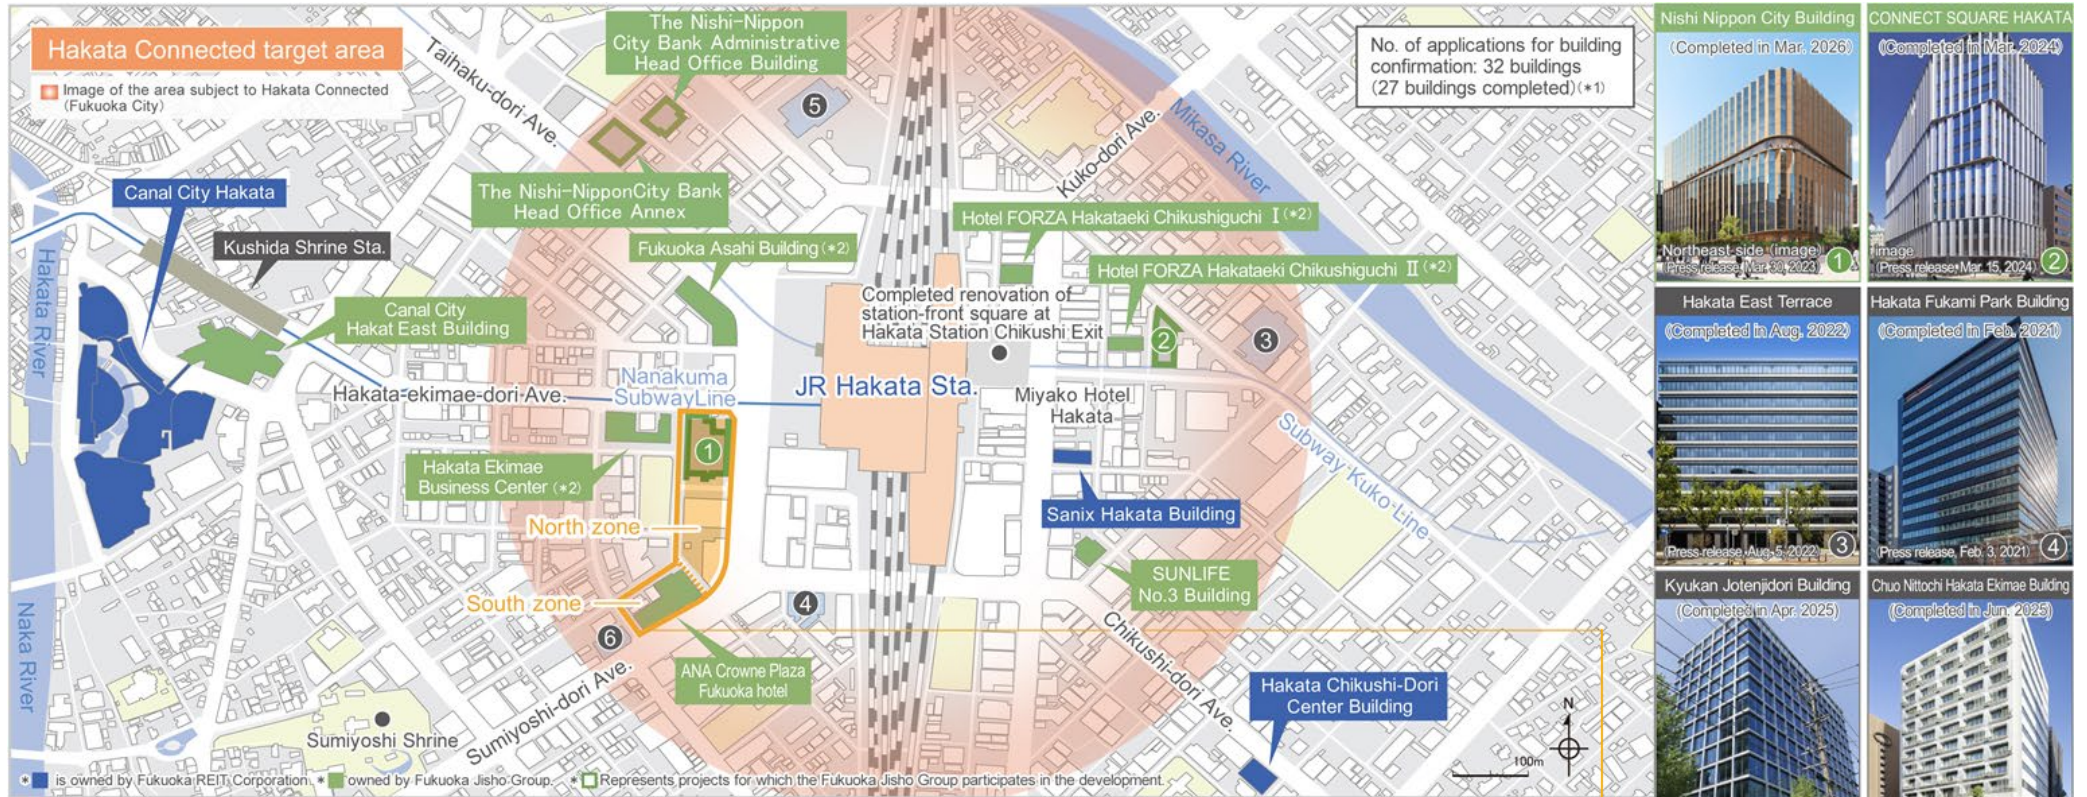 Hakata Connected target area
Image of the area subject to Hakata Connected
(Fukuoka City)
Taihaku-dori Ave.
The Nishi-Nippon
City Bank Administrative
Head Office Building
5
No. of applications for building
confirmation: 32 buildings
(27 buildings completed)(*1)
Kuko-dori Ave.
Mikasa River
Canal City Hakata
The Nishi-NipponCity Bank
Head Office Annex
Kushida Shrine Sta.
Hotel FORZA Hakataeki Chikushiguchi Ⅰ(*2)
Fukuoka Asahi Building(*2)
Hotel FORZA Hakataeki Chikushiguchi Ⅱ(*2)
Hakata River
Canal City
Hakat East Building
Completed renovation of
station-front square at
Hakata Station Chikushi Exit
2
3
Nanakuma
SubwayLine
JR Hakata Sta.
Hakata-ekimae-dori Ave.
Miyako Hotel
Hakata
1
Hakata Ekimae
Business Center (*2)
Subway Kuko Line
North zone
Sanix Hakata Building
South zone
4
SUNLIFE
No.3 Building
Naka River
6
Chikushi-dori Ave.
ANA Crowne Plaza
Fukuoka hotel
Hakata Chikushi-Dori
Center Building
Sumiyoshi-dori Ave.
Sumiyoshi Shrine
N
100m
* is owned by Fukuoka REIT Corporation. * owned by Fukuoka Jisho Group. * Represents projects for which the Fukuoka Jisho Group participates in the development.
Nishi Nippon City Building
(Completed in Mar. 2026)
Northeast-side (image)
(Press release, Mar. 30, 2023)
1
CONNECT SQUARE HAKATA
(Completed in Mar. 2024)
image
(Press release, Mar. 15, 2024)
2
Hakata East Terrace
(Completed in Aug. 2022)
(Press release, Aug. 5, 2022)
3
Hakata Fukami Park Building
(Completed in Feb. 2021)
(Press release, Feb. 3, 2021)
4
Kyukan Jotenjidori Building
(Completed in Apr. 2025)
Chuo Nittochi Hakata Ekimae Building
(Completed in Jun. 2025)